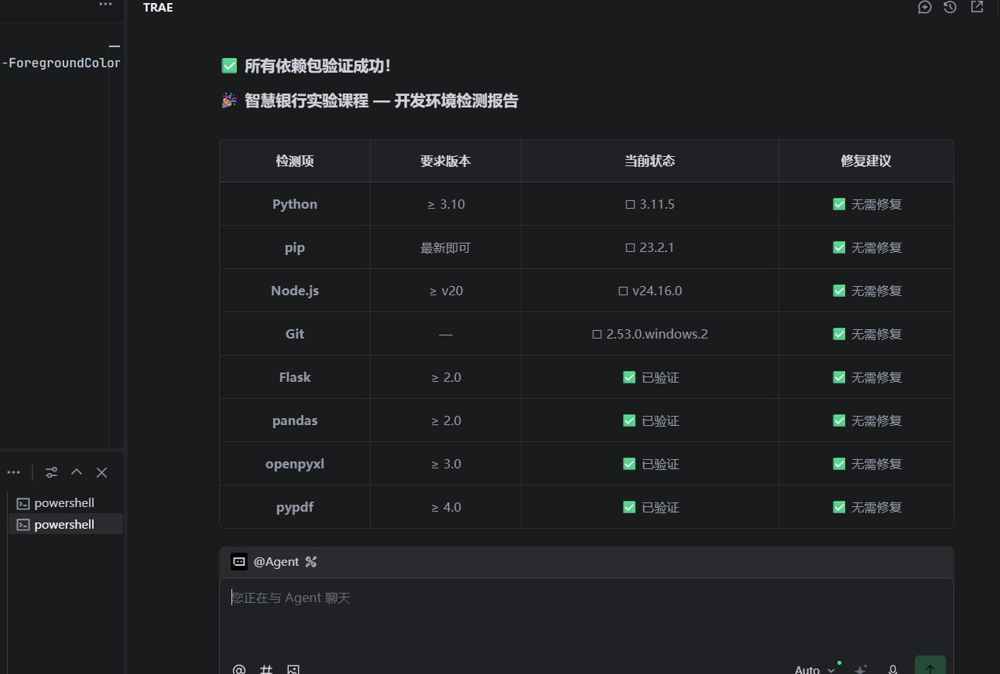 TRAE
-ForegroundColor
✅ 所有依赖包验证成功！
🎉 智慧银行实验课程 — 开发环境检测报告
检测项 要求版本 当前状态 修复建议
Python ≥ 3.10 □ 3.11.5 ✅ 无需修复
pip 最新即可 □ 23.2.1 ✅ 无需修复
Node.js ≥ v20 □ v24.16.0 ✅ 无需修复
Git — □ 2.53.0.windows.2 ✅ 无需修复
Flask ≥ 2.0 ✅ 已验证 ✅ 无需修复
pandas ≥ 2.0 ✅ 已验证 ✅ 无需修复
openpyxl ≥ 3.0 ✅ 已验证 ✅ 无需修复
pypdf ≥ 4.0 ✅ 已验证 ✅ 无需修复
powershell
powershell
@Agent
您正在与 Agent 聊天
@ #
Auto